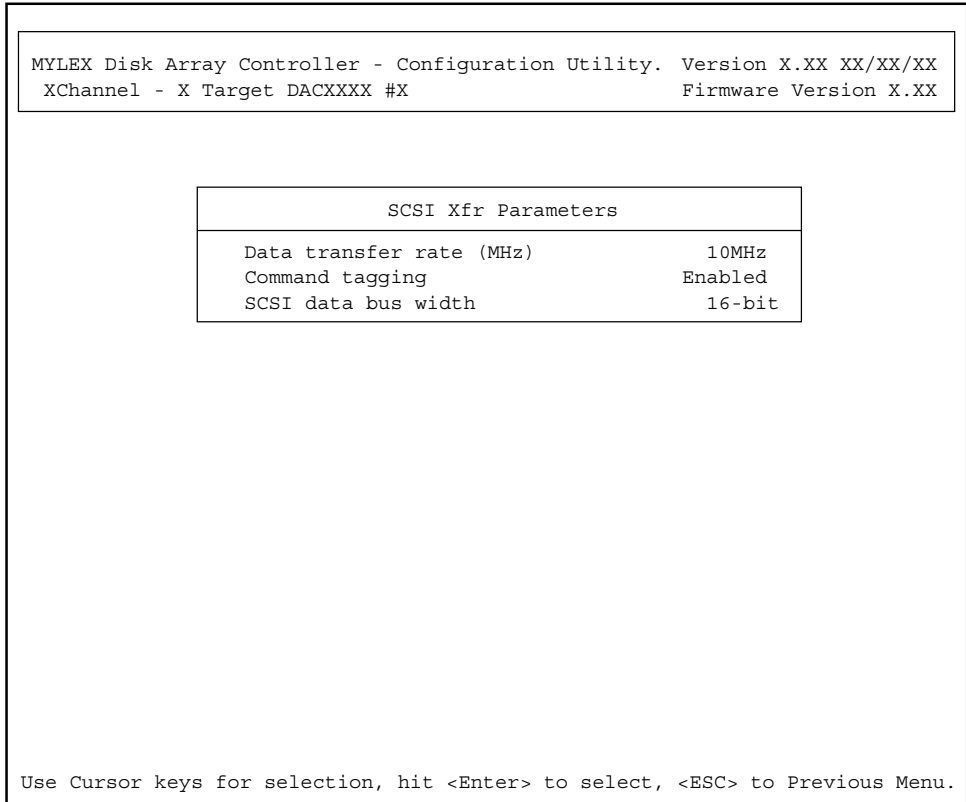 MYLEX Disk Array Controller - Configuration Utility. Version X.XX XX/XX/XX
XChannel - X Target DACXXXX #X Firmware Version X.XX
SCSI Xfr Parameters
Data transfer rate (MHz) 10MHz
Command tagging Enabled
SCSI data bus width 16-bit
Use Cursor keys for selection, hit <Enter> to select, <ESC> to Previous Menu.